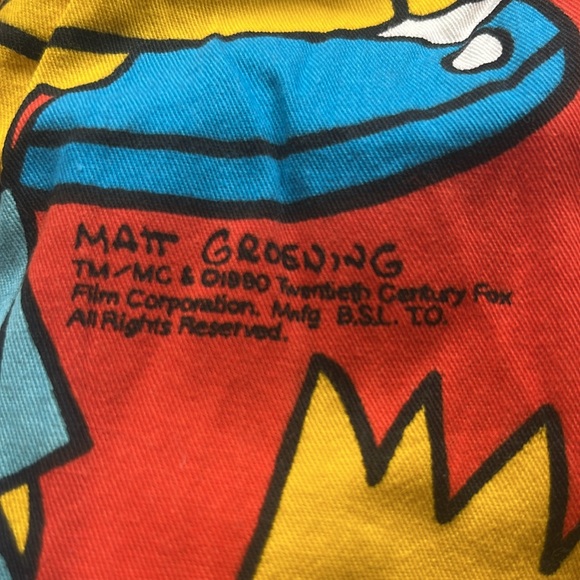 MATT GROENING
TM/MC & ©1990 Twentieth Century Fox
Film Corporation. Mnfg B.S.L. T.O.
All Rights Reserved.